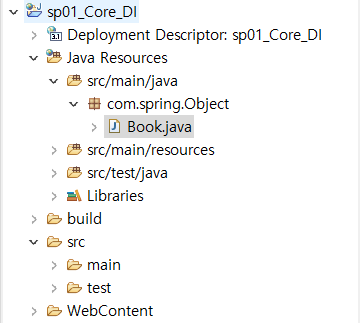 sp01_Core_DI
Deployment Descriptor: sp01_Core_DI
Java Resources
src/main/java
com.spring.Object
Book.java
src/main/resources
src/test/java
Libraries
build
src
main
test
WebContent